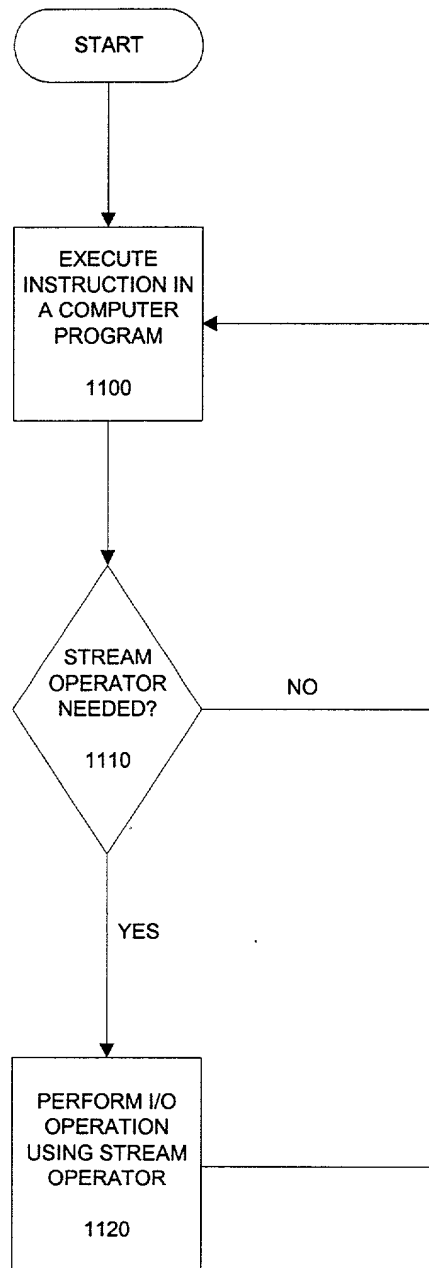 START
EXECUTE
INSTRUCTION IN
A COMPUTER
PROGRAM
1100
STREAM
OPERATOR
NEEDED?
1110
NO
YES
PERFORM I/O
OPERATION
USING STREAM
OPERATOR
1120